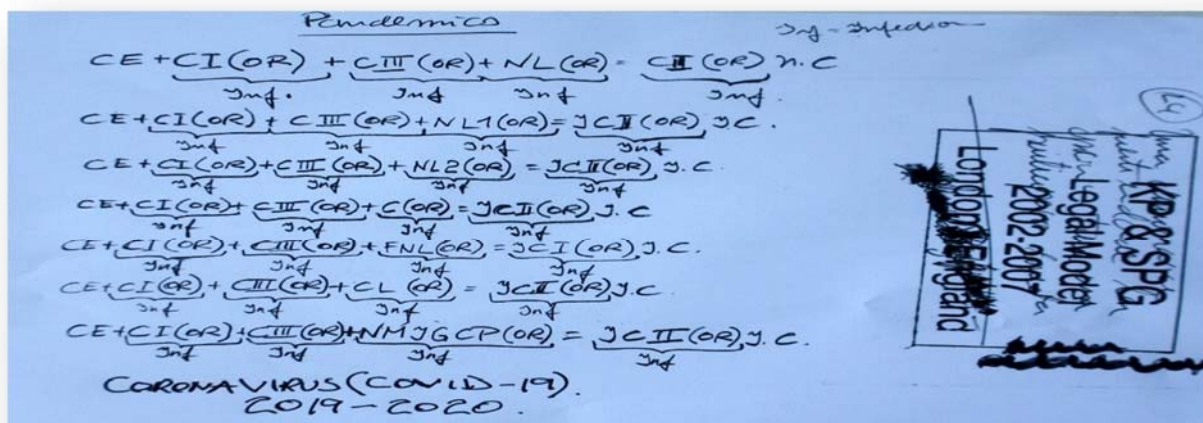 Pandemics
Inf = Infection
CE + CI(OR) + CIII(OR) + NL(OR) = CII(OR) n.C
Inf. Inf Inf Inf.
CE + CI(OR) + CIII(OR) + NL1(OR) = JCII(OR) J.C.
Inf Inf Inf Inf
CE + CI(OR) + CIII(OR) + NL2(OR) = JCII(OR) J.C.
Inf Inf Inf Inf
CE + CI(OR) + CIII(OR) + C(OR) = JCII(OR) J.C
Inf Inf Inf Inf
CE + CI(OR) + CIII(OR) + FNL(OR) = JCI(OR) J.C.
Inf Inf Inf Inf
CE + CI(OR) + CIII(OR) + CL(OR) = JCII(OR) J.C.
Inf Inf Inf Inf
CE + CI(OR) + CIII(OR) + NMJGCP(OR) = JCII(OR) J.C.
Inf Inf Inf Inf
CORONAVIRUS (COVID-19).
2019-2020.
KP or SPG
Legal Model
2002.2007
London England